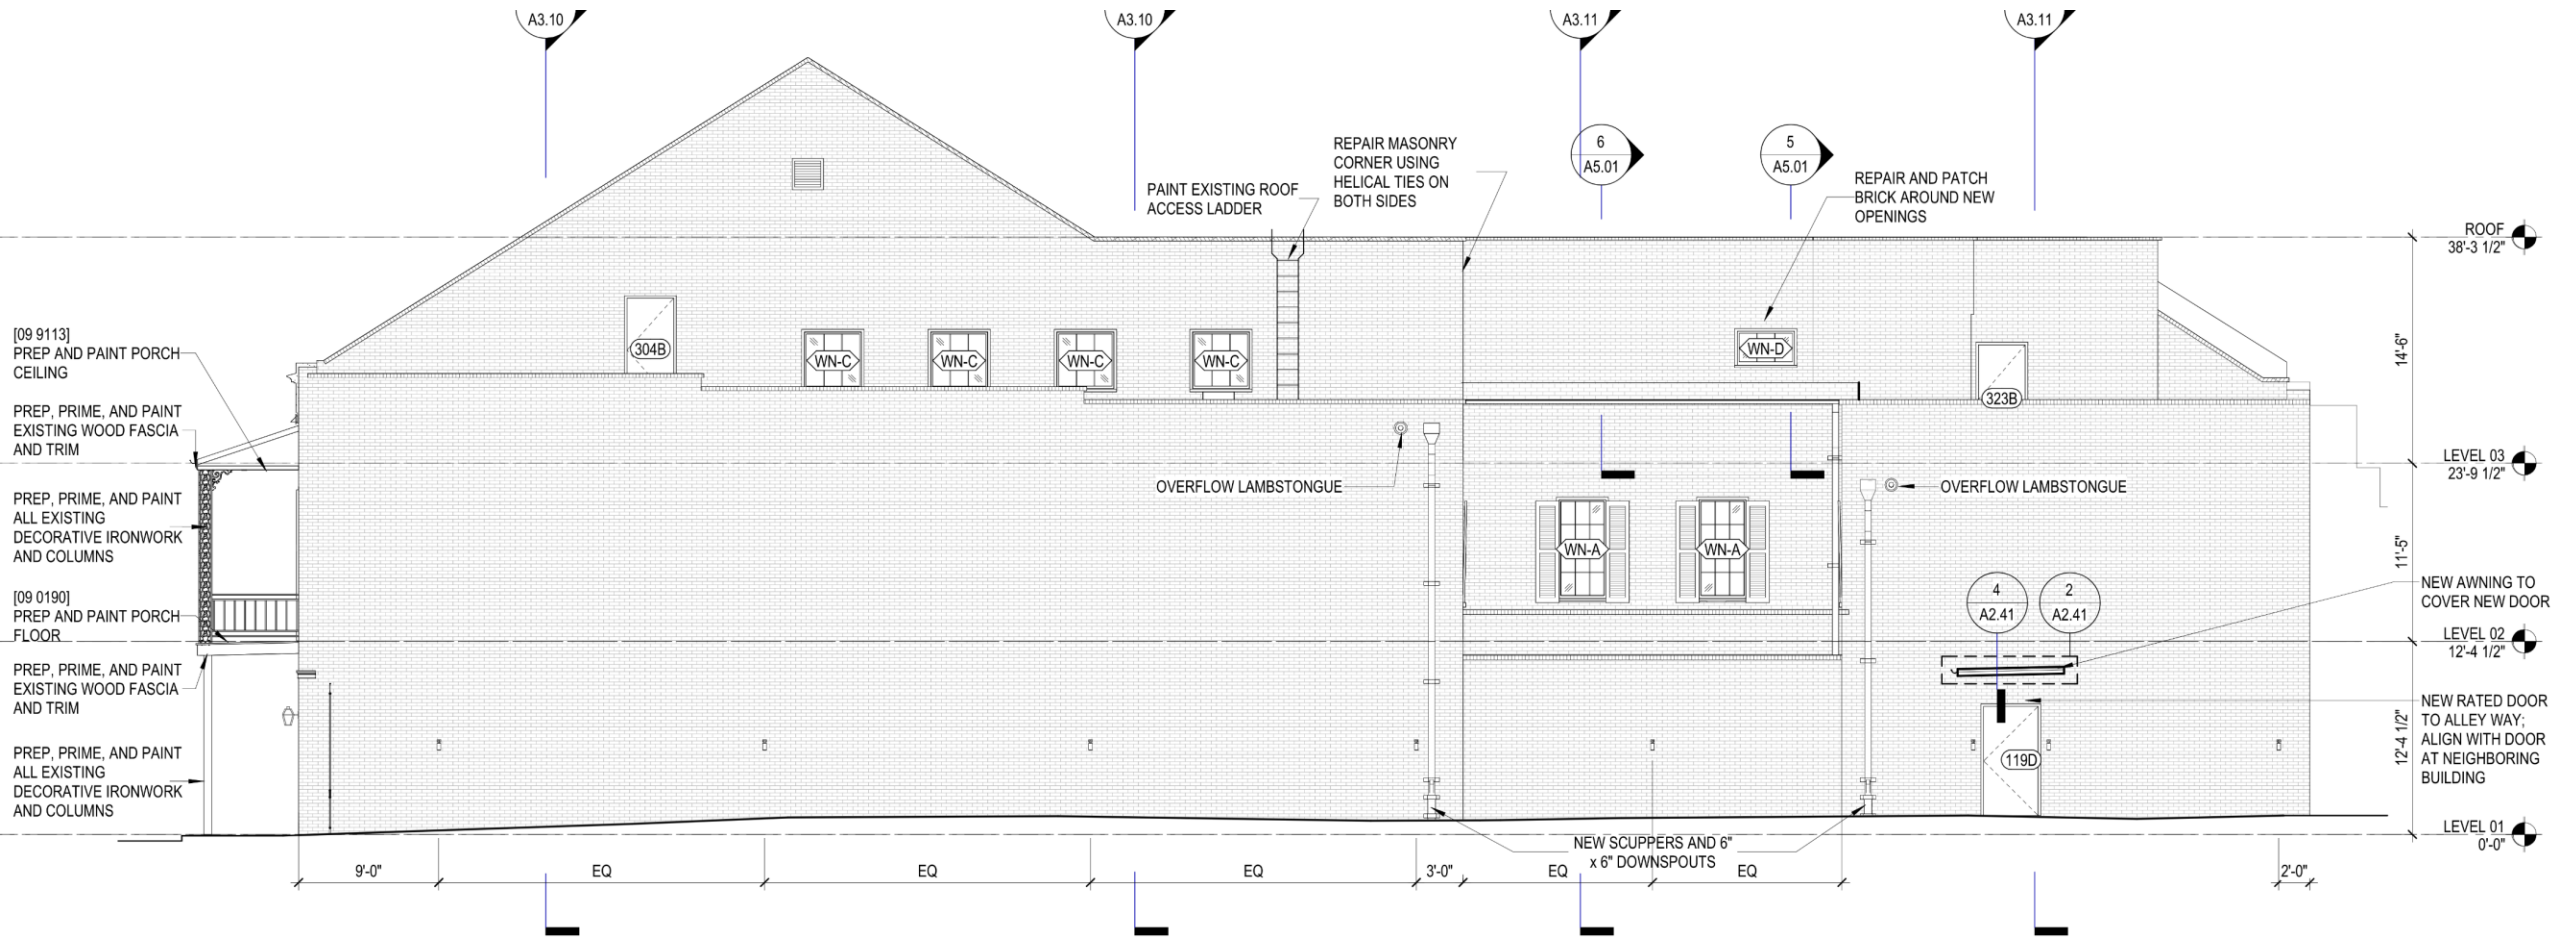 A3.10
A3.10
A3.11
A3.11
6
A5.01
5
A5.01
REPAIR MASONRY
CORNER USING
HELICAL TIES ON
BOTH SIDES
PAINT EXISTING ROOF
ACCESS LADDER
REPAIR AND PATCH
BRICK AROUND NEW
OPENINGS
ROOF
38'-3 1/2"
14'-6"
[09 9113]
PREP AND PAINT PORCH
CEILING
304B
WN-C
WN-C
WN-C
WN-C
WN-D
323B
PREP, PRIME, AND PAINT
EXISTING WOOD FASCIA
AND TRIM
LEVEL 03
23'-9 1/2"
OVERFLOW LAMBSTONGUE
OVERFLOW LAMBSTONGUE
PREP, PRIME, AND PAINT
ALL EXISTING
DECORATIVE IRONWORK
AND COLUMNS
WN-A
WN-A
11'-5"
[09 0190]
PREP AND PAINT PORCH
FLOOR
4
A2.41
2
A2.41
NEW AWNING TO
COVER NEW DOOR
LEVEL 02
12'-4 1/2"
PREP, PRIME, AND PAINT
EXISTING WOOD FASCIA
AND TRIM
NEW RATED DOOR
TO ALLEY WAY;
ALIGN WITH DOOR
AT NEIGHBORING
BUILDING
12'-4 1/2"
119D
PREP, PRIME, AND PAINT
ALL EXISTING
DECORATIVE IRONWORK
AND COLUMNS
LEVEL 01
0'-0"
NEW SCUPPERS AND 6"
x 6" DOWNSPOUTS
9'-0"
EQ
EQ
EQ
3'-0"
EQ
EQ
2'-0"